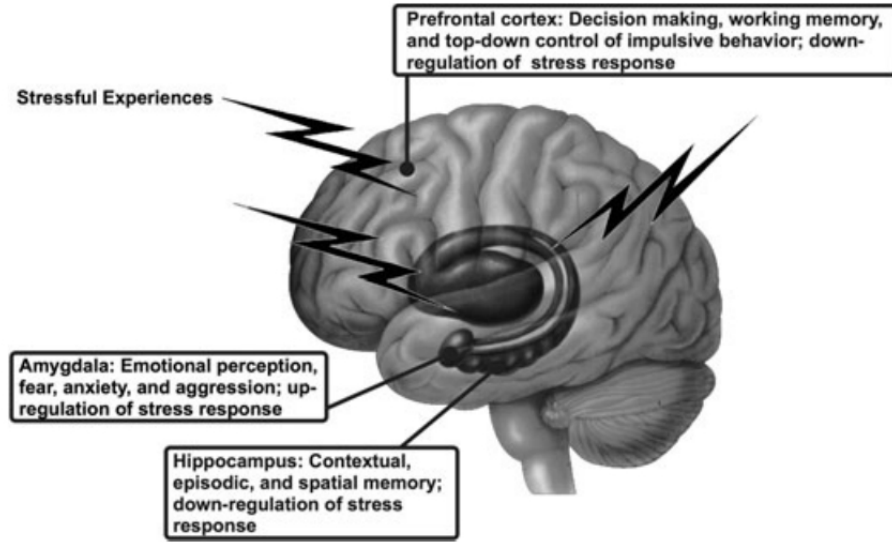 Prefrontal cortex: Decision making, working memory,
and top-down control of impulsive behavior; down-
regulation of stress response
Stressful Experiences
Amygdala: Emotional perception,
fear, anxiety, and aggression; up-
regulation of stress response
Hippocampus: Contextual,
episodic, and spatial memory;
down-regulation of stress
response